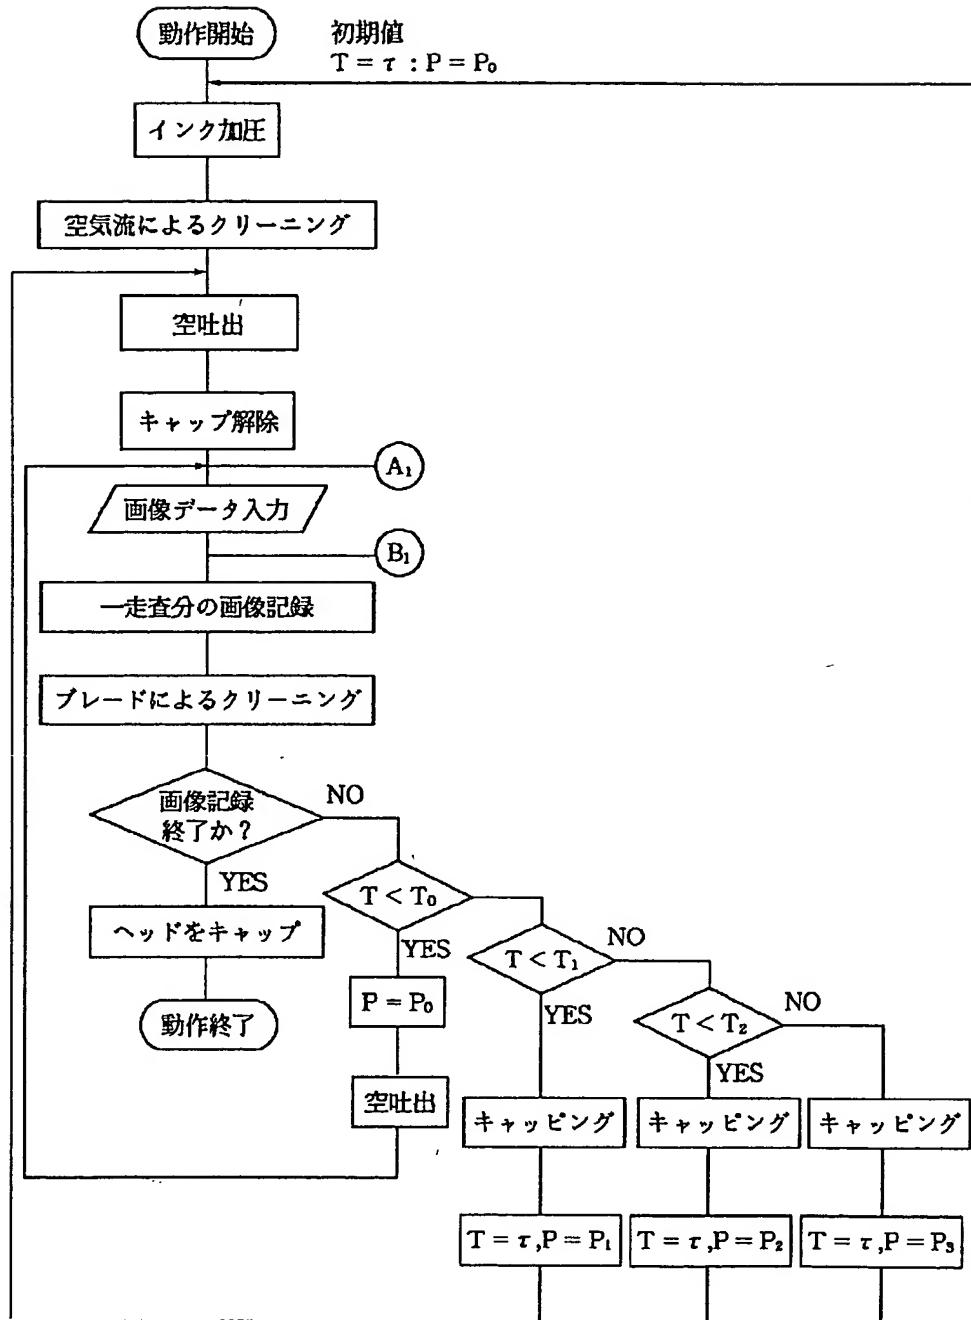 動作開始
初期値
T = τ : P = P₀
インク加圧
空気流によるクリーニング
空吐出
キャップ解除
A₁
画像データ入力
B₁
一走査分の画像記録
ブレードによるクリーニング
画像記録
終了か?
NO
YES
T < T₀
ヘッドをキャップ
YES
T < T₁
NO
動作終了
P = P₀
YES
T < T₂
NO
YES
空吐出
キャッピング
キャッピング
キャッピング
T = τ ,P = P₁
T = τ ,P = P₂
T = τ ,P = P₃